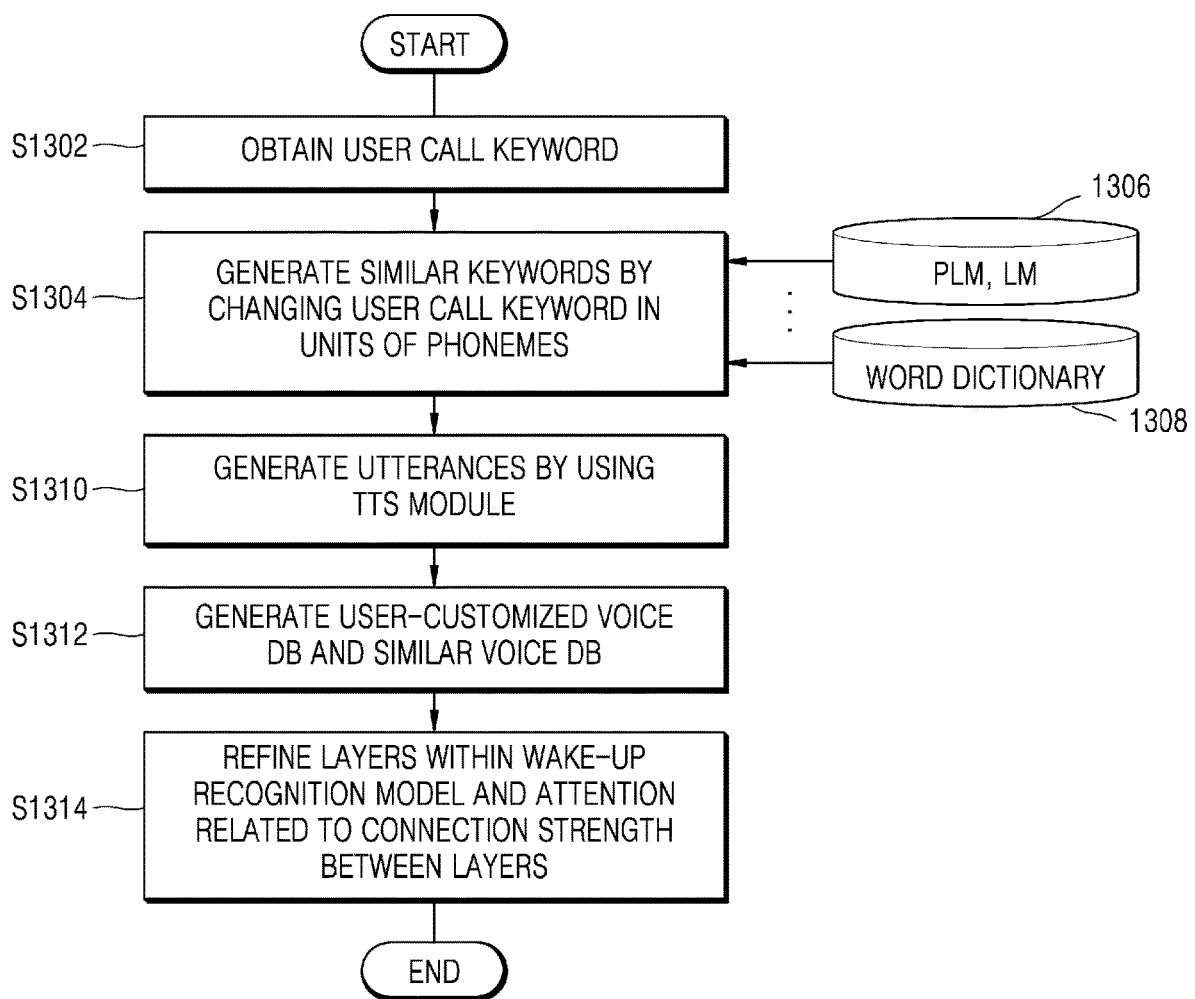 START
S1302
OBTAIN USER CALL KEYWORD
1306
S1304
GENERATE SIMILAR KEYWORDS BY
CHANGING USER CALL KEYWORD IN
UNITS OF PHONEMES
PLM, LM
WORD DICTIONARY
1308
S1310
GENERATE UTTERANCES BY USING
TTS MODULE
S1312
GENERATE USER-CUSTOMIZED VOICE
DB AND SIMILAR VOICE DB
S1314
REFINE LAYERS WITHIN WAKE-UP
RECOGNITION MODEL AND ATTENTION
RELATED TO CONNECTION STRENGTH
BETWEEN LAYERS
END